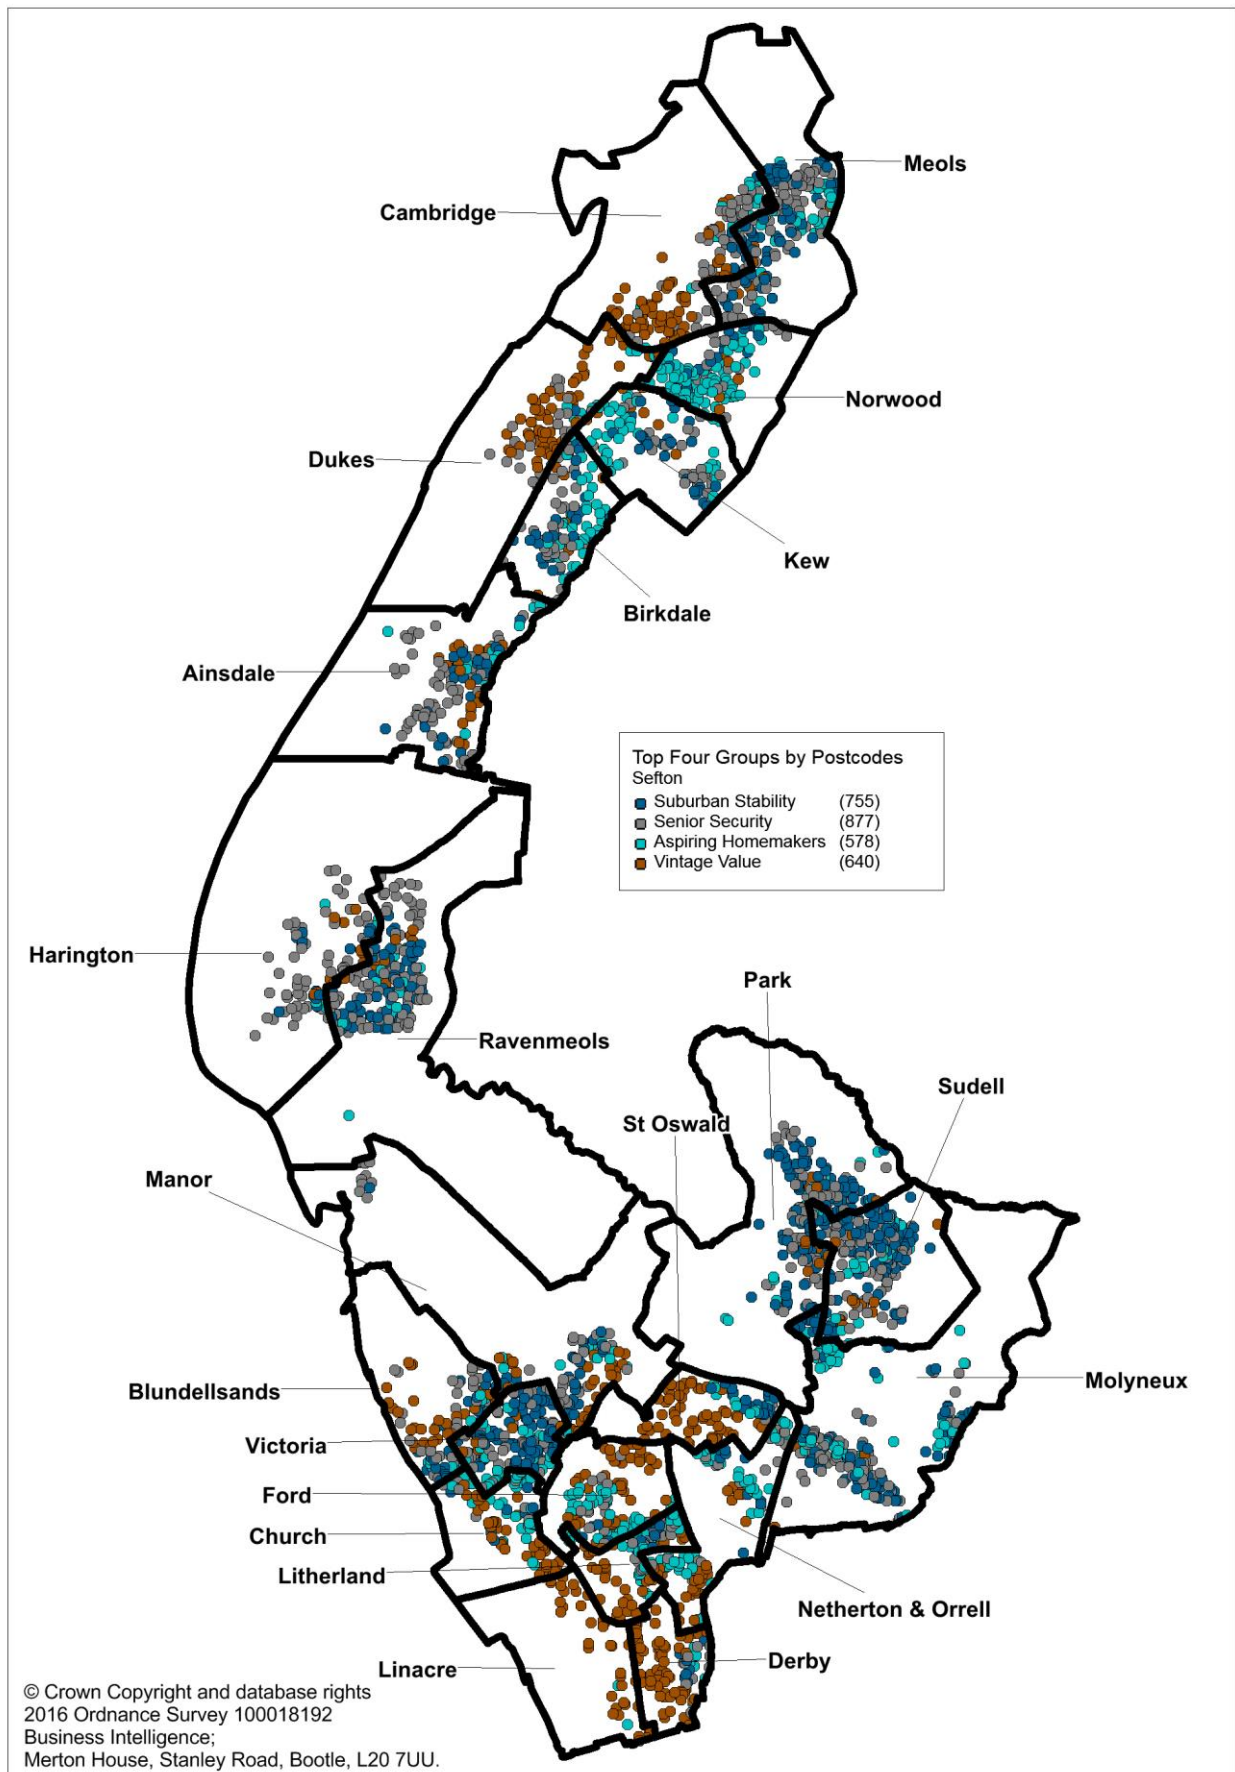 Meols
Cambridge
Norwood
Dukes
Kew
Birkdale
Ainsdale
Top Four Groups by Postcodes
Sefton
Suburban Stability (755)
Senior Security (877)
Aspiring Homemakers (578)
Vintage Value (640)
Harington
Park
Ravenmeols
Sudell
St Oswald
Manor
Molyneux
Blundellsands
Victoria
Ford
Church
Litherland
Netherton & Orrell
Derby
Linacre
© Crown Copyright and database rights
2016 Ordnance Survey 100018192
Business Intelligence;
Merton House, Stanley Road, Bootle, L20 7UU.